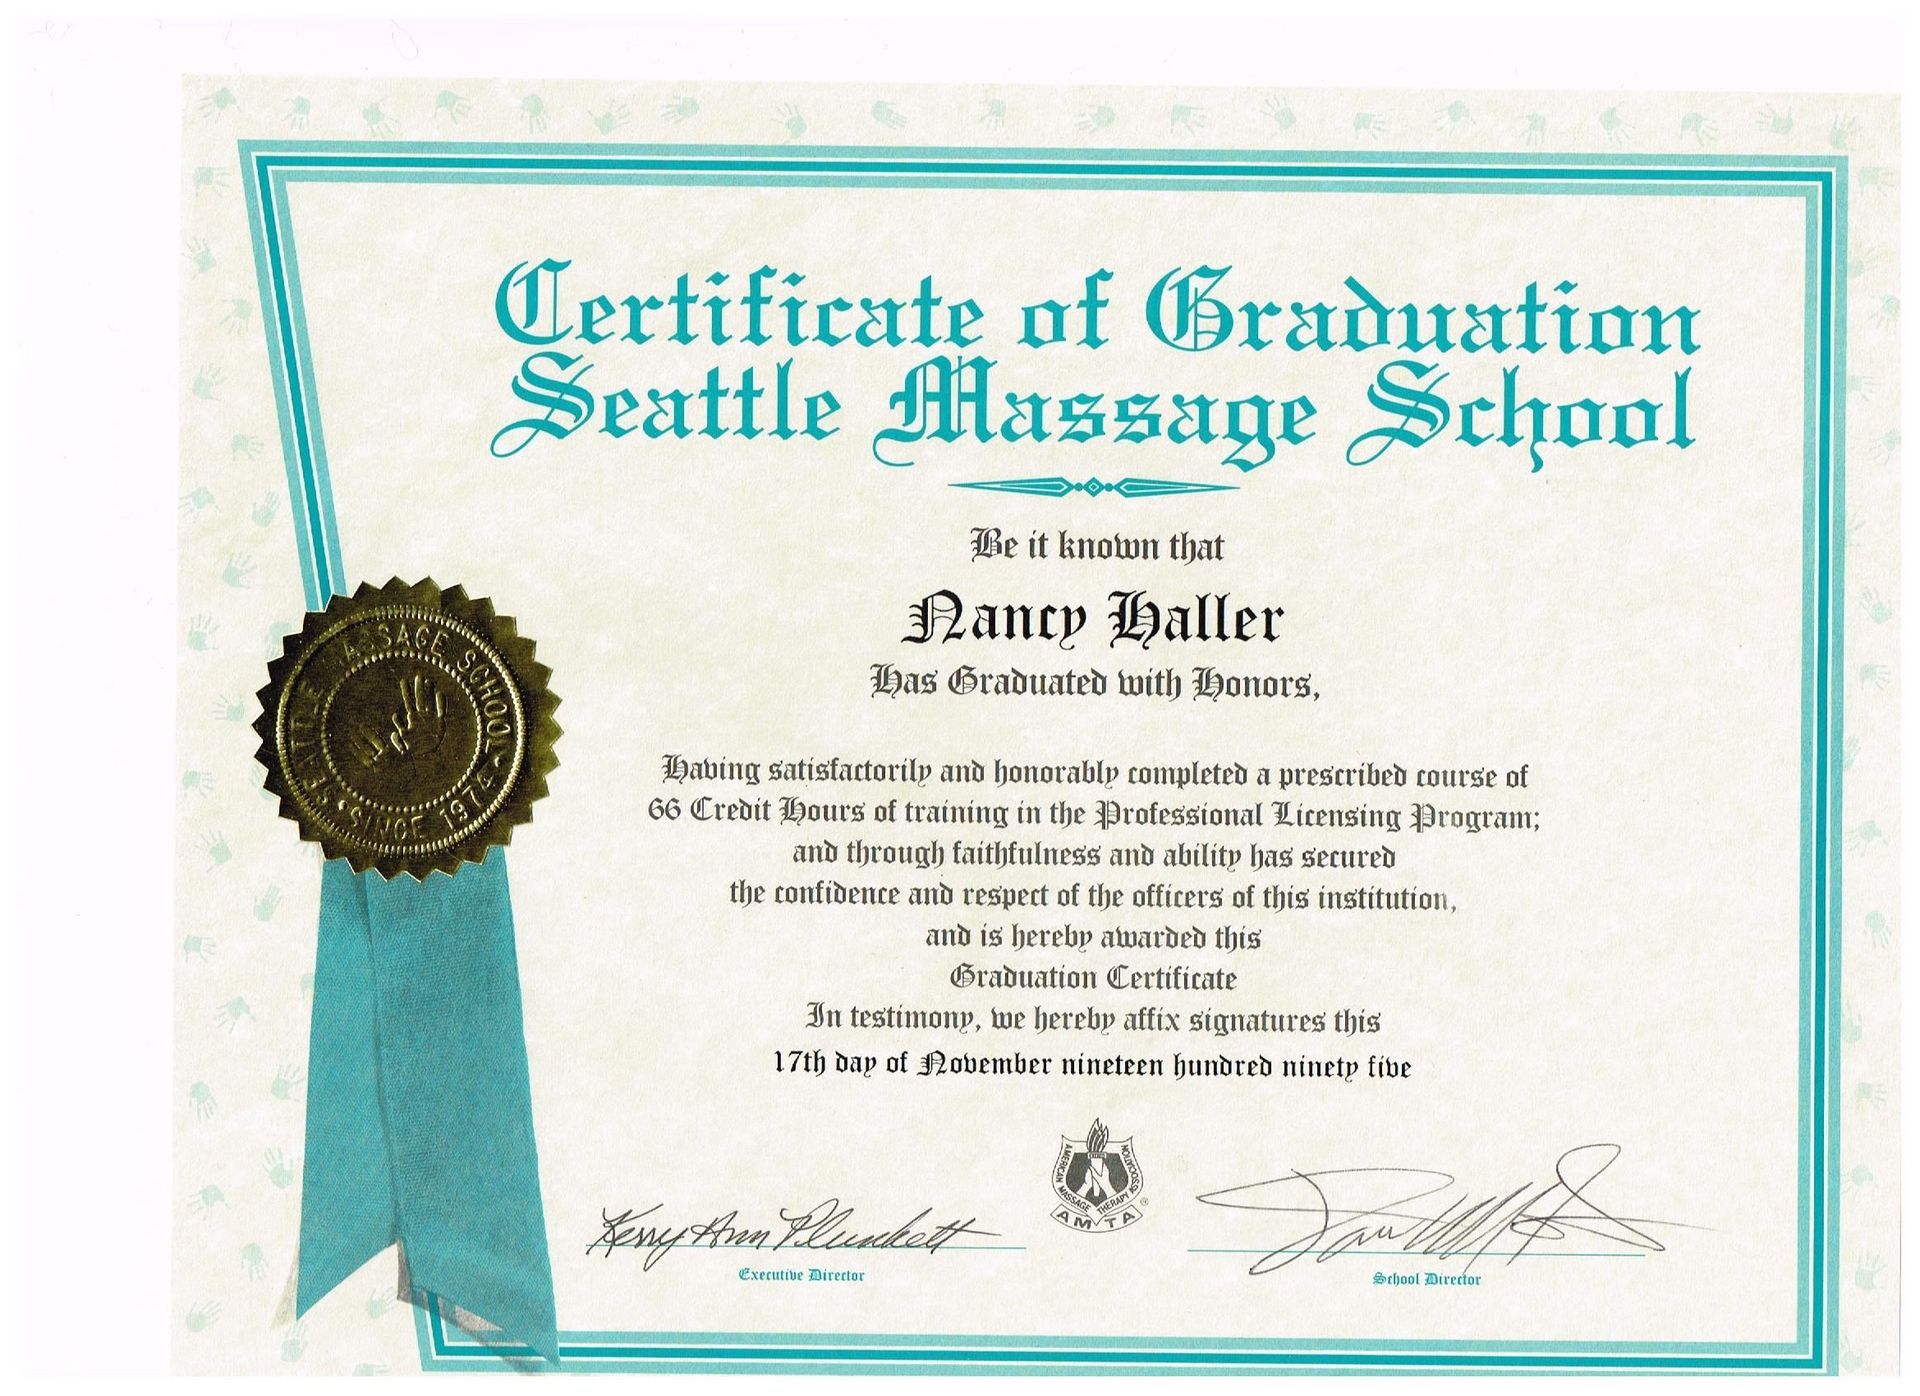 Certificate of Graduation
Seattle Massage School
Be it known that
Nancy Haller
Has Graduated with Honors,
Having satisfactorily and honorably completed a prescribed course of
66 Credit Hours of training in the Professional Licensing Program;
and through faithfulness and ability has secured
the confidence and respect of the officers of this institution,
and is hereby awarded this
Graduation Certificate
In testimony, we hereby affix signatures this
17th day of November nineteen hundred ninety five
SEATTLE MASSAGE SCHOOL
• SINCE 1974 •
AMERICAN MASSAGE THERAPY ASSOCIATION
AMTA
®
Kerry Ann Plunkett
Executive Director
School Director